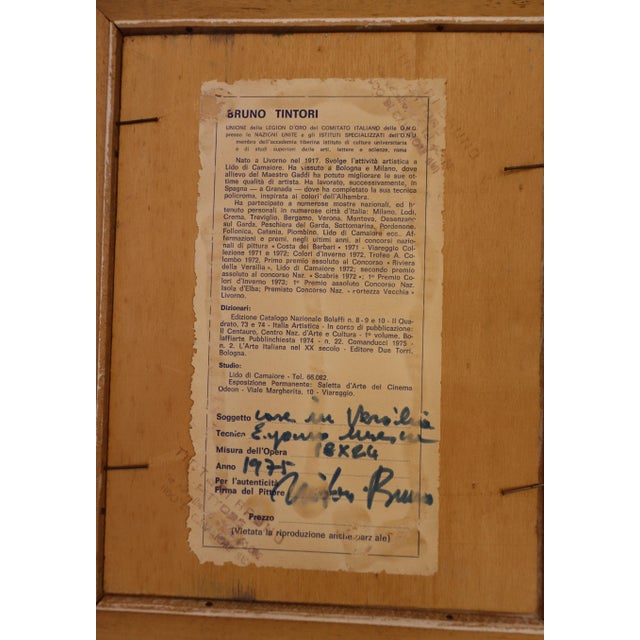 BRUNO TINTORI
UNIONE della LEGION D'ORO del COMITATO ITALIANO della O.M.G.
presso le NAZIONI UNITE e gli ISTITUTI SPECIALIZZATI dell'O.N.U.
membro dell'accademia tiberina istituto di cultura universitaria
e di studi superiori delle arti, lettere e scienze, roma
Nato a Livorno nel 1917. Svolge l'attività artistica a
Lido di Camaiore. Ha vissuto a Bologna e Milano, dove
allievo del Maestro Gaddi ha potuto migliorare le sue ot-
time qualità di artista. Ha lavorato, successivamente, in
Spagna — a Granada — dove ha completato la sua tecnica
policroma, inspirata ai colori dell'Alhambra.
Ha partecipato a numerose mostre nazionali, ed ha
tenuto personali in numerose città d'Italia: Milano, Lodi,
Crema, Treviglio, Bergamo, Verona, Mantova, Desenzano
sul Garda, Peschiera del Garda, Sottomarina, Pordenone,
Follonica, Catania, Piombino, Lido di Camaiore ecc.. Af-
fermazioni e premi, negli ultimi anni, ai concorsi nazio-
nali di pittura « Costa dei Barbari » 1971 - Viareggio Col-
lezione 1971 e 1972; Colori d'Inverno 1972, Trofeo A. Co-
lombo 1972, Primo premio assoluto al Concorso « Riviera
della Versilia », Lido di Camaiore 1972; secondo premio
assoluto al Concorso Naz. « Scabris 1972 »; 1º Premio Co-
lori d'Inverno 1973; 1º Premio assoluto Concorso Naz.
Isola d'Elba; Premiato Concorso Naz. Fortezza Vecchia »
Livorno.
Dizionari:
Edizione Catalogo Nazionale Bolaffi n. 8 - 9 e 10 - Il Qua-
drato, 73 e 74 - Italia Artistica - In corso di pubblicazione:
Il Centauro, Centro Naz. d'Arte e Cultura - 1º volume, Bo-
laffiarte Pubblinchiesta 1974 - n. 22. Comanducci 1975 -
n. 2. L'Arte Italiana nel XX secolo - Editore Due Torri,
Bologna.
Studio:
Lido di Camaiore - Tel. 66.082.
Esposizione Permanente: Saletta d'Arte del Cinema
Odeon - Viale Margherita, 10 - Viareggio.
Soggetto case in Versilia
Tecnica
Misura dell'Opera 18x24
Anno 1975
Per l'autenticità
Firma del Pittore Tintori Bruno
Prezzo
(Vietata la riproduzione anche parziale)